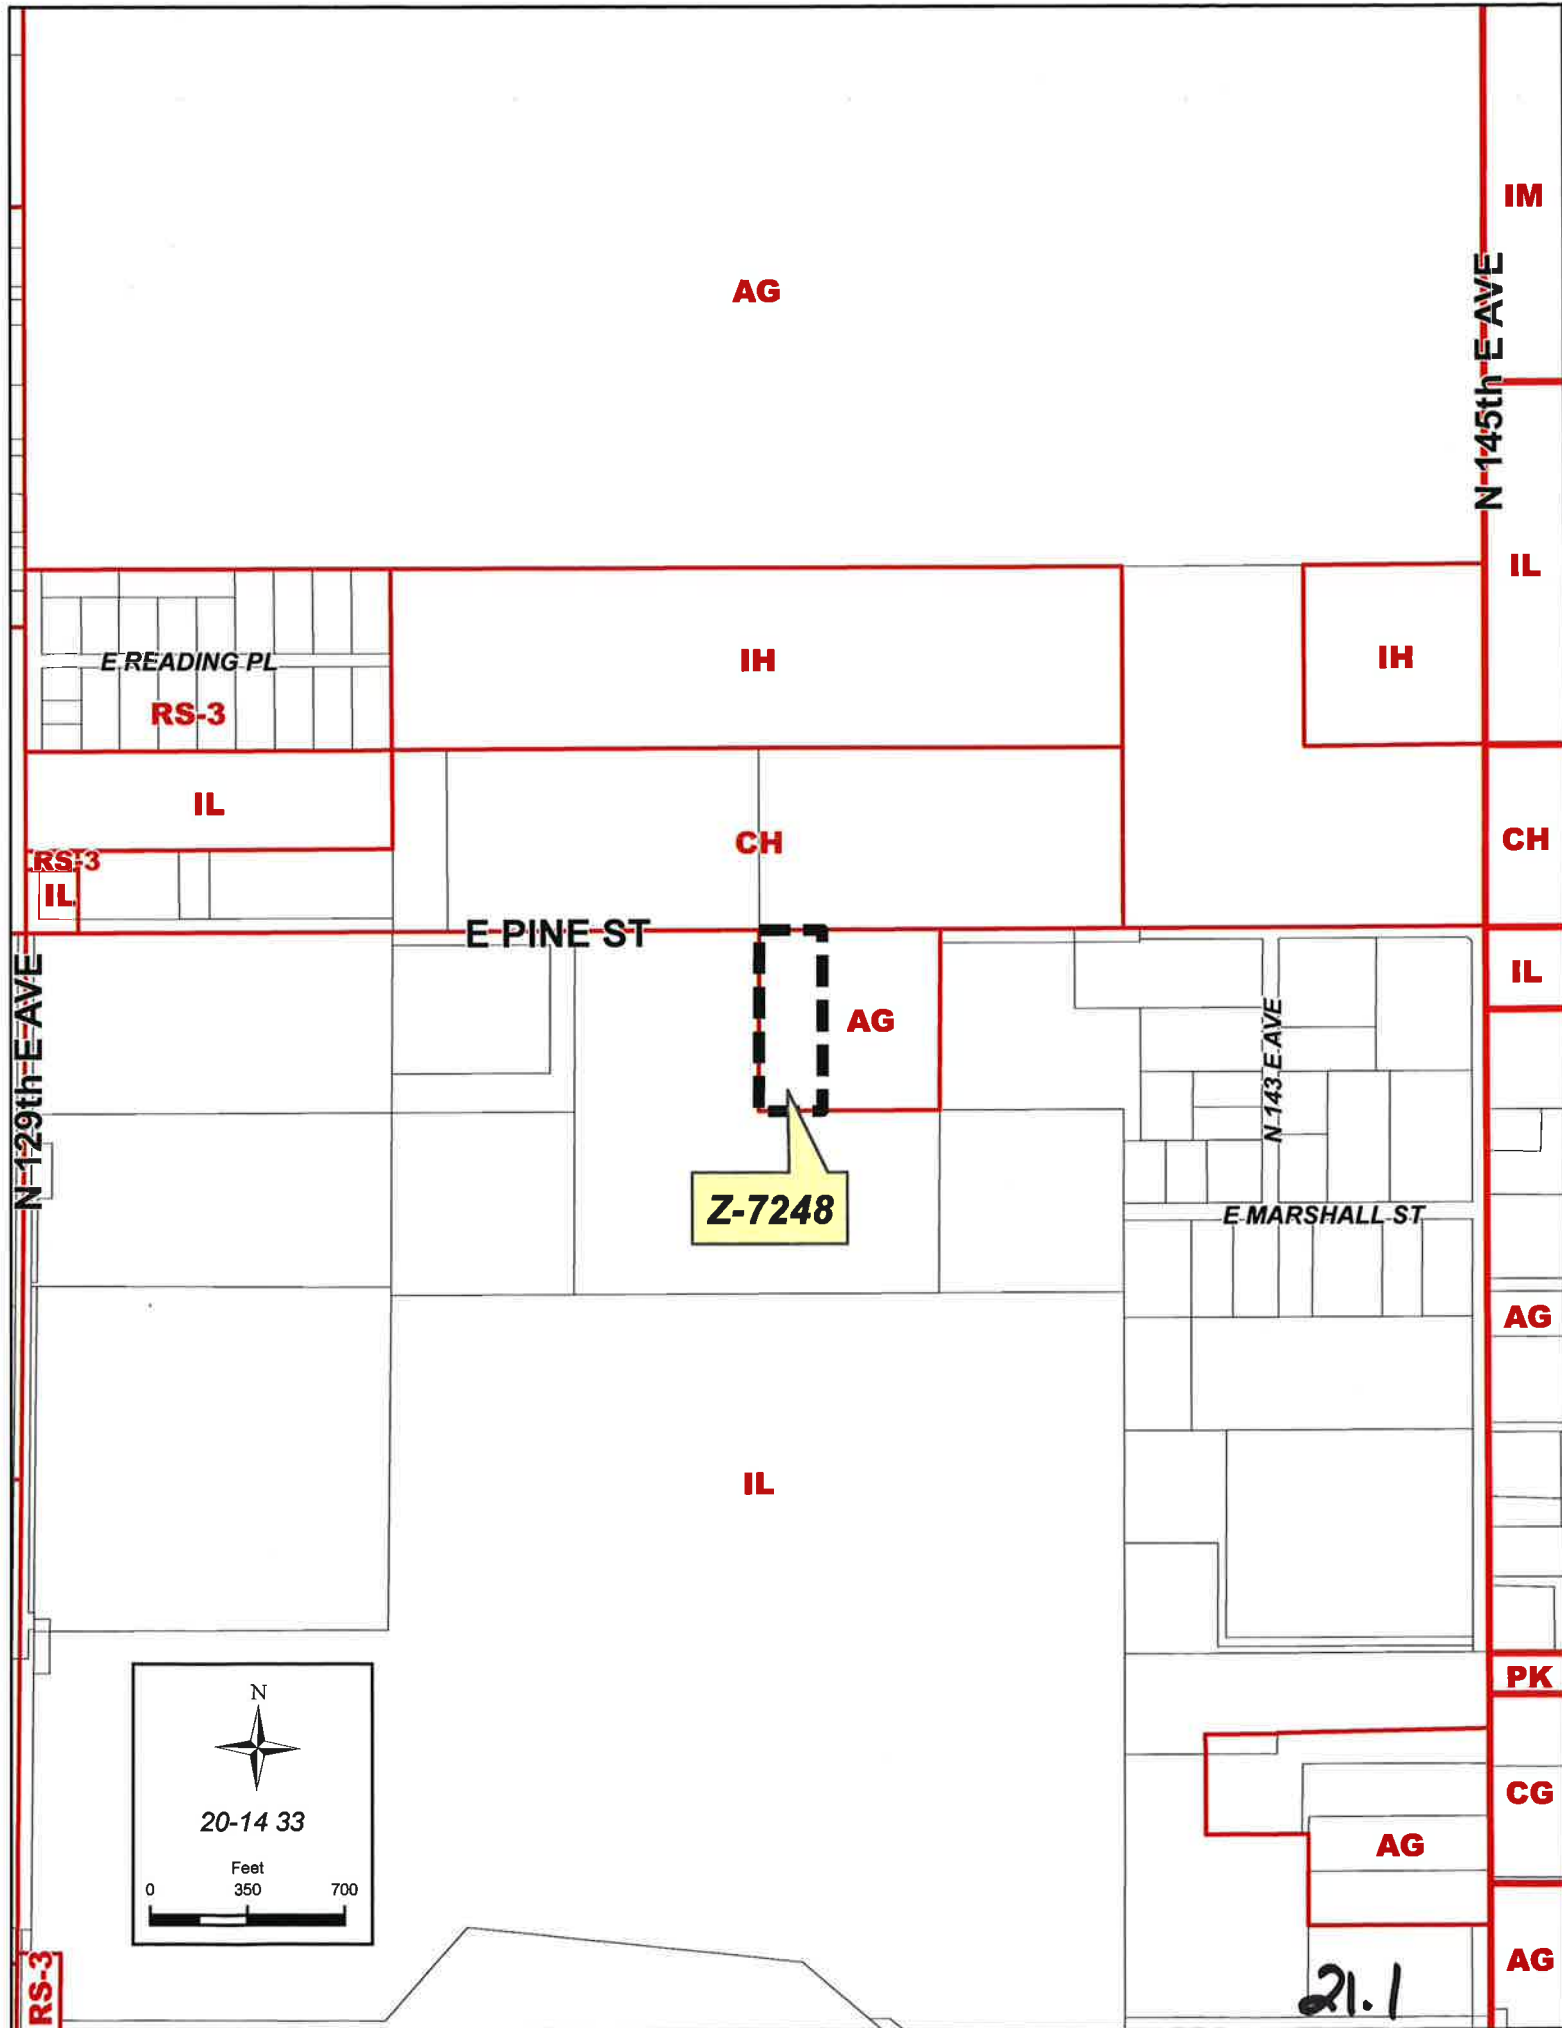 IM
AG
N 145th E AVE
IL
E READING PL
IH
IH
RS-3
IL
CH
CH
RS-3
IL
E PINE ST
N 129th E AVE
IL
AG
N 143 E AVE
Z-7248
E MARSHALL ST
AG
IL
PK
N
20-14 33
Feet
0 350 700
CG
AG
RS-3
AG
21.1